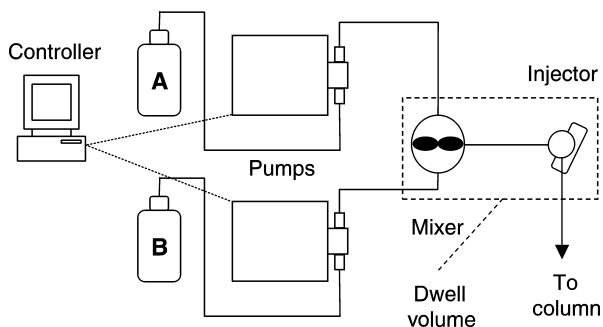 Controller
A
Injector
Pumps
B
Mixer
Dwell
volume
To
column